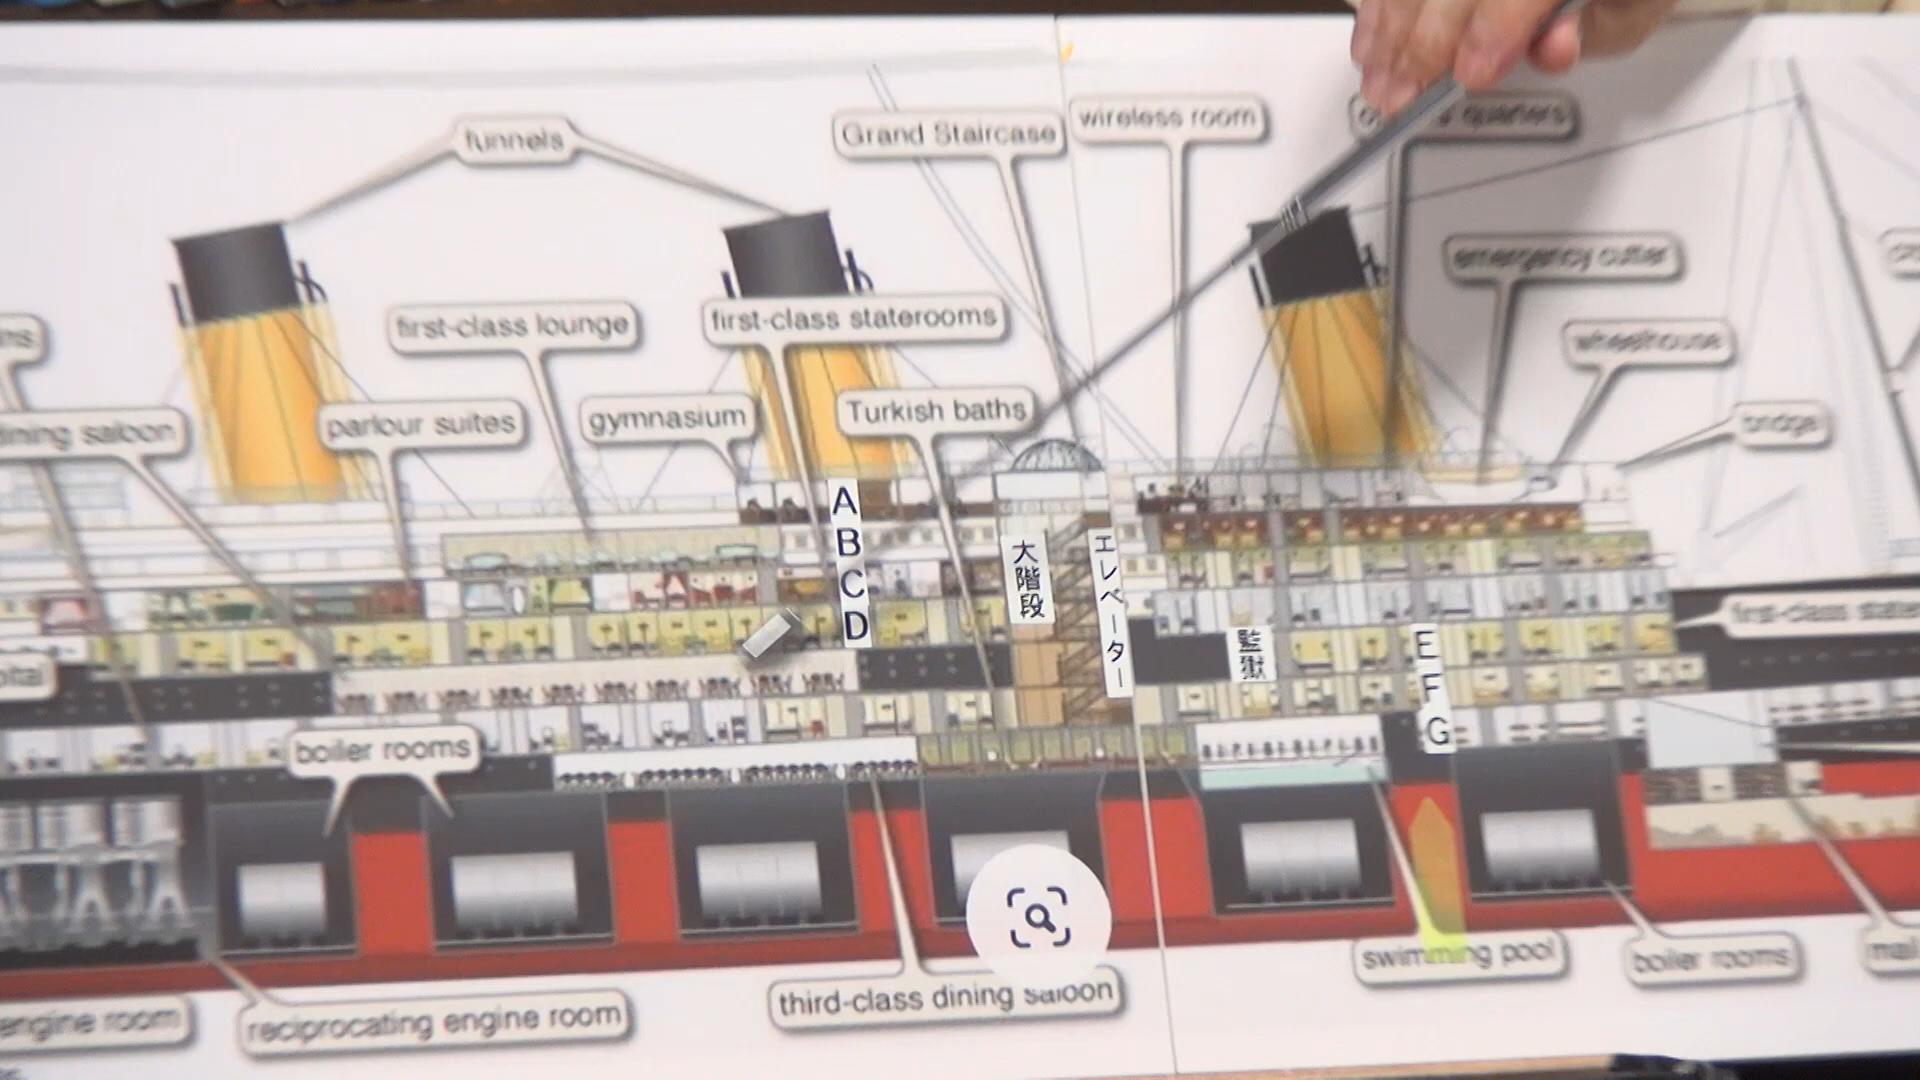 funnels
Grand Staircase
wireless room
quarters
emergency cutter
first-class lounge
first-class staterooms
wheelhouse
dining saloon
parlour suites
gymnasium
Turkish baths
bridge
A
B
C
D
大階段
エレベーター
監獄
E
F
G
boiler rooms
swimming pool
boiler rooms
third-class dining saloon
engine room
reciprocating engine room